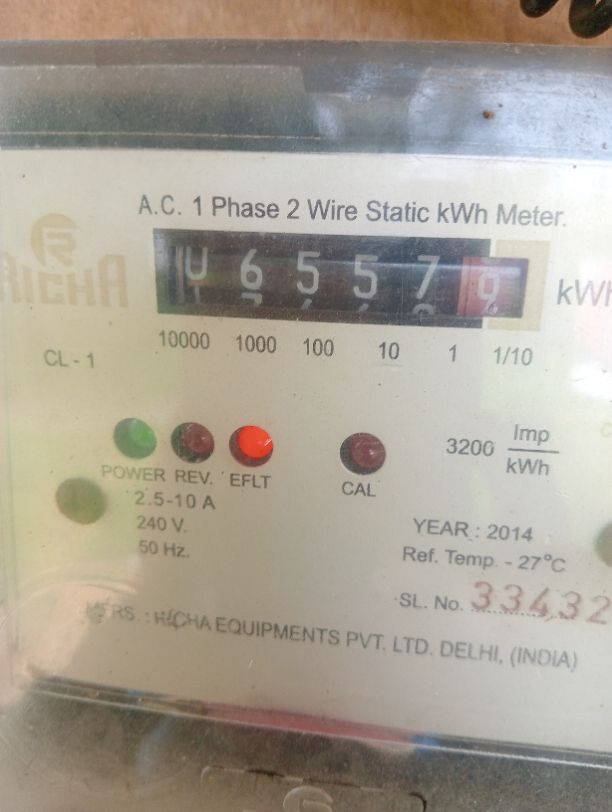 A.C. 1 Phase 2 Wire Static kWh Meter.
RICHA
0 6 5 5 7 9 kWh
10000 1000 100 10 1 1/10
CL - 1
3200 Imp
kWh
POWER REV. EFLT CAL
2.5-10 A
240 V.
50 Hz.
YEAR : 2014
Ref. Temp. - 27°C
SL. No. 33432
MFRS. : RICHA EQUIPMENTS PVT. LTD. DELHI, (INDIA)